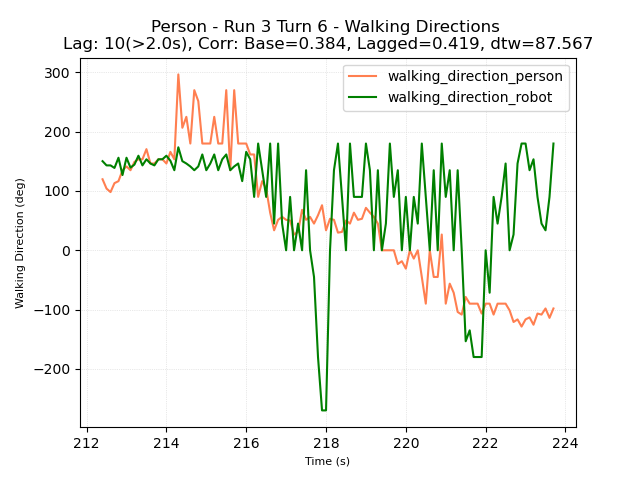 Person - Run 3 Turn 6 - Walking Directions
Lag: 10(>2.0s), Corr: Base=0.384, Lagged=0.419, dtw=87.567
walking_direction_person
walking_direction_robot
Walking Direction (deg)
300
200
100
0
−100
−200
212
214
216
218
220
222
224
Time (s)